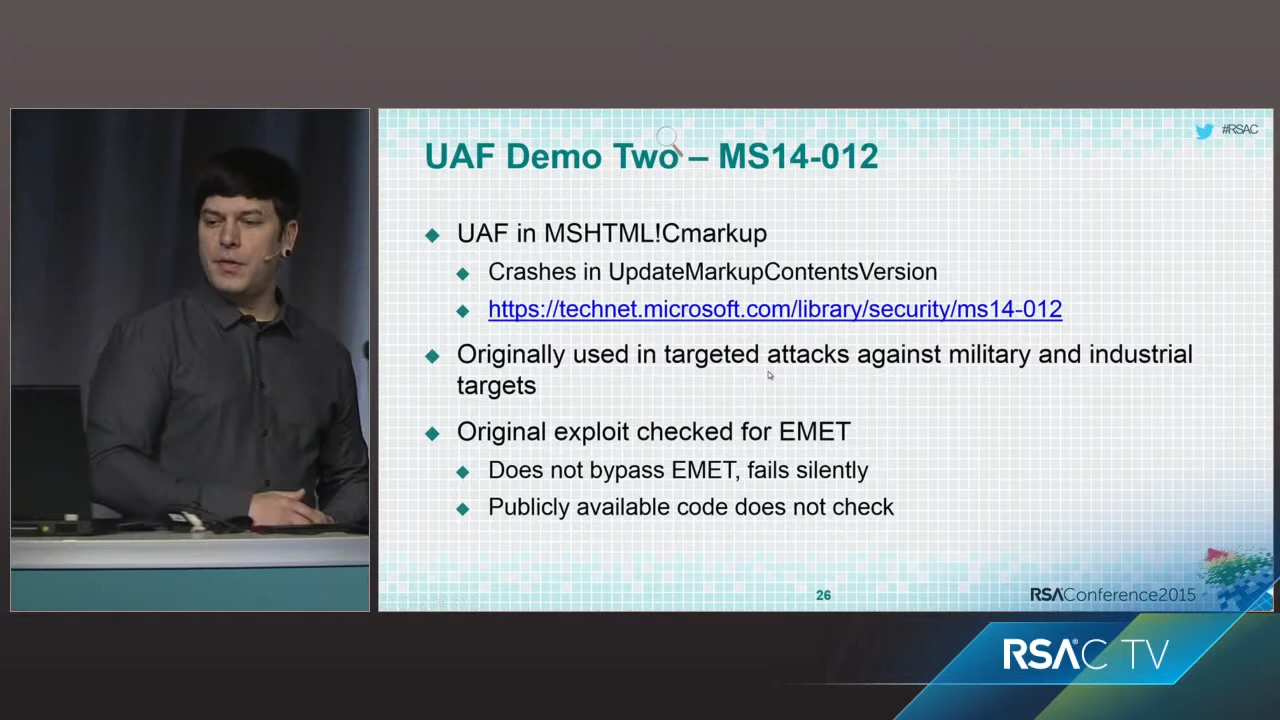 #RSAC
UAF Demo Two – MS14-012
UAF in MSHTML!Cmarkup
Crashes in UpdateMarkupContentsVersion
https://technet.microsoft.com/library/security/ms14-012
Originally used in targeted attacks against military and industrial
targets
Original exploit checked for EMET
Does not bypass EMET, fails silently
Publicly available code does not check
26
RSAConference2015
RSAC TV